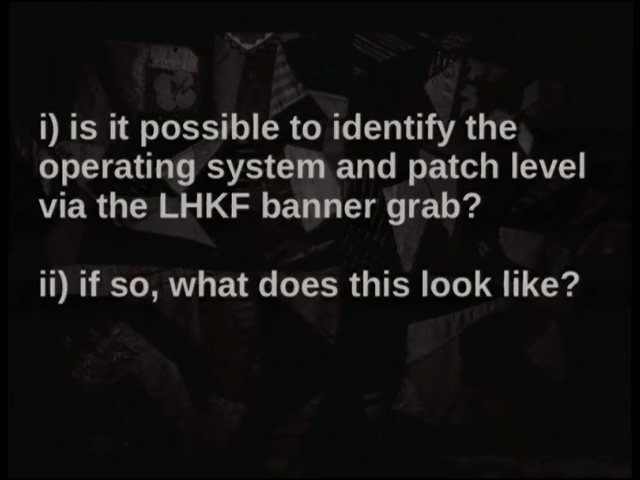 i) is it possible to identify the
operating system and patch level
via the LHKF banner grab?
ii) if so, what does this look like?